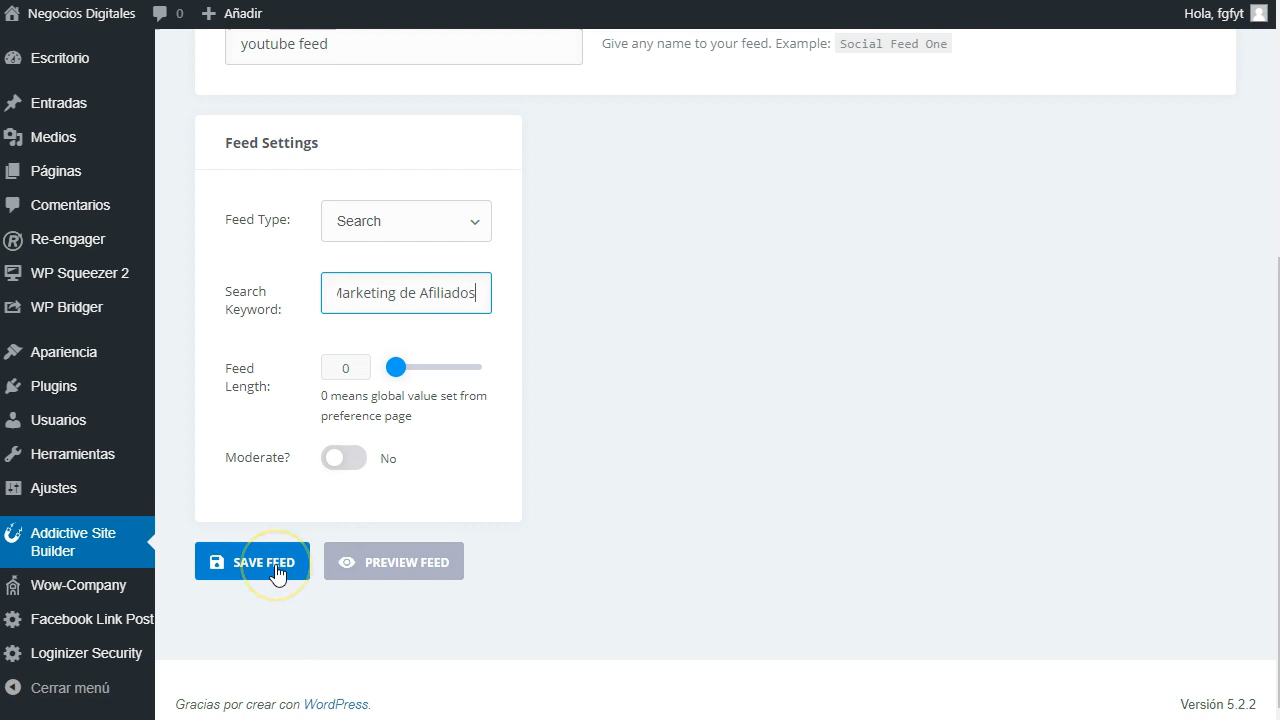 Negocios Digitales
0
Añadir
Hola, fgfyt
Escritorio
Entradas
Medios
Páginas
Comentarios
Re-engager
WP Squeezer 2
WP Bridger
Apariencia
Plugins
Usuarios
Herramientas
Ajustes
Addictive Site
Builder
Wow-Company
Facebook Link Post
Loginizer Security
Cerrar menú
youtube feed
Give any name to your feed. Example: Social Feed One
Feed Settings
Feed Type:
Search
Search
Keyword:
Marketing de Afiliados
Feed
Length:
0
0 means global value set from
preference page
Moderate?
No
SAVE FEED
PREVIEW FEED
Gracias por crear con WordPress.
Versión 5.2.2